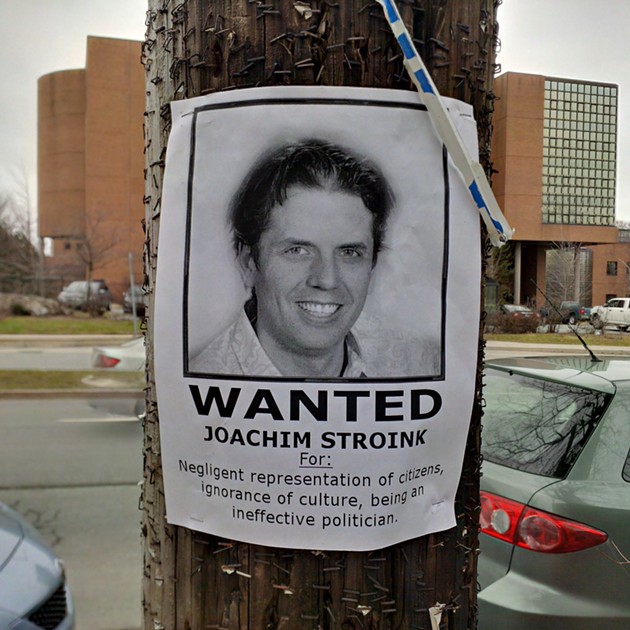 WANTED
JOACHIM STROINK
For:
Negligent representation of citizens,
ignorance of culture, being an
ineffective politician.